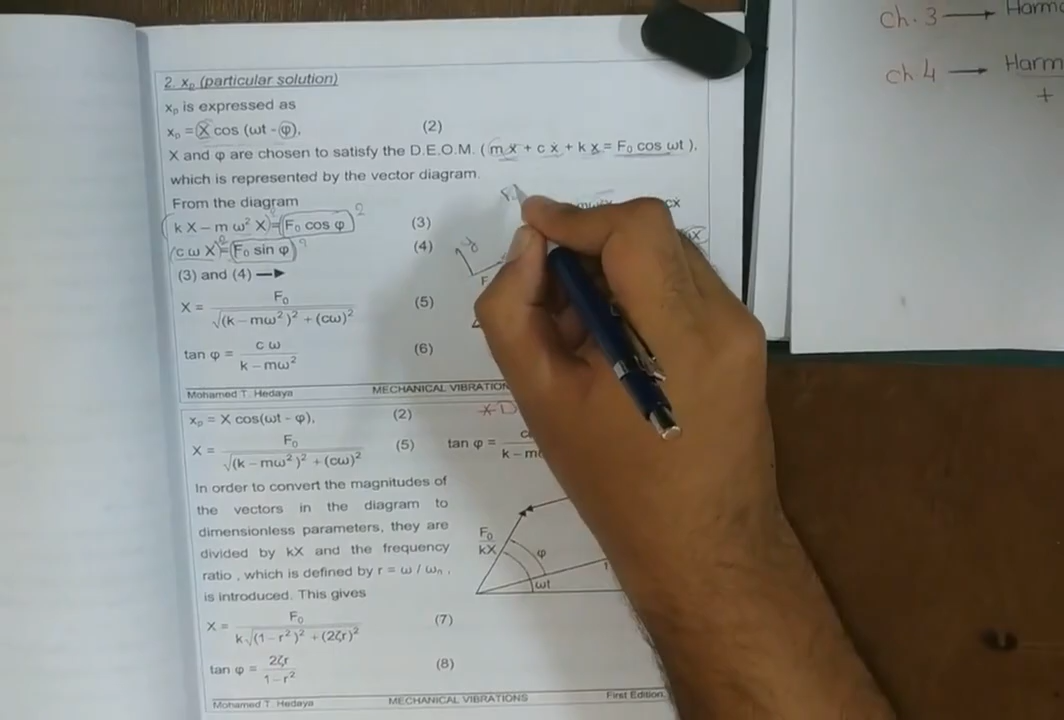 2. xₚ (particular solution)
xₚ is expressed as
xₚ = X cos (ωt - φ), (2)
X and φ are chosen to satisfy the D.E.O.M. ( m ẍ + c ẋ + k x = F₀ cos ωt ),
which is represented by the vector diagram.
From the diagram
k X – m ω² X = F₀ cos φ (3)
c ω X = F₀ sin φ (4)
(3) and (4)
X = F₀ / √(k – mω²)² + (cω)² (5)
tan φ = c ω / k – mω² (6)
Mohamed T. Hedaya MECHANICAL VIBRATION
xₚ = X cos(ωt – φ), (2)
X = F₀ / √(k – mω²)² + (cω)² (5) tan φ =
In order to convert the magnitudes of
the vectors in the diagram to
dimensionless parameters, they are
divided by kX and the frequency
ratio , which is defined by r = ω / ωₙ ,
is introduced. This gives
F₀ / kX
φ
ωt
1
X = F₀ / k √(1 – r²)² + (2ζr)² (7)
tan φ = 2ζr / 1 – r² (8)
Mohamed T. Hedaya MECHANICAL VIBRATIONS First Edition,
Ch. 3 → Harm
ch 4 → Harm
+